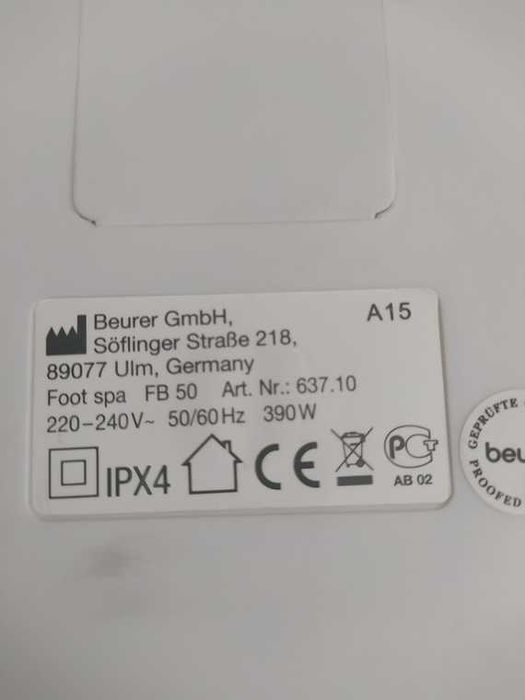 Beurer GmbH, A15
Söflinger Straße 218,
89077 Ulm, Germany
Foot spa FB 50 Art. Nr.: 637.10
220-240V~ 50/60Hz 390W
IPX4 CE PCT
AB 02
GEPRÜFTE
beu
PROOFED